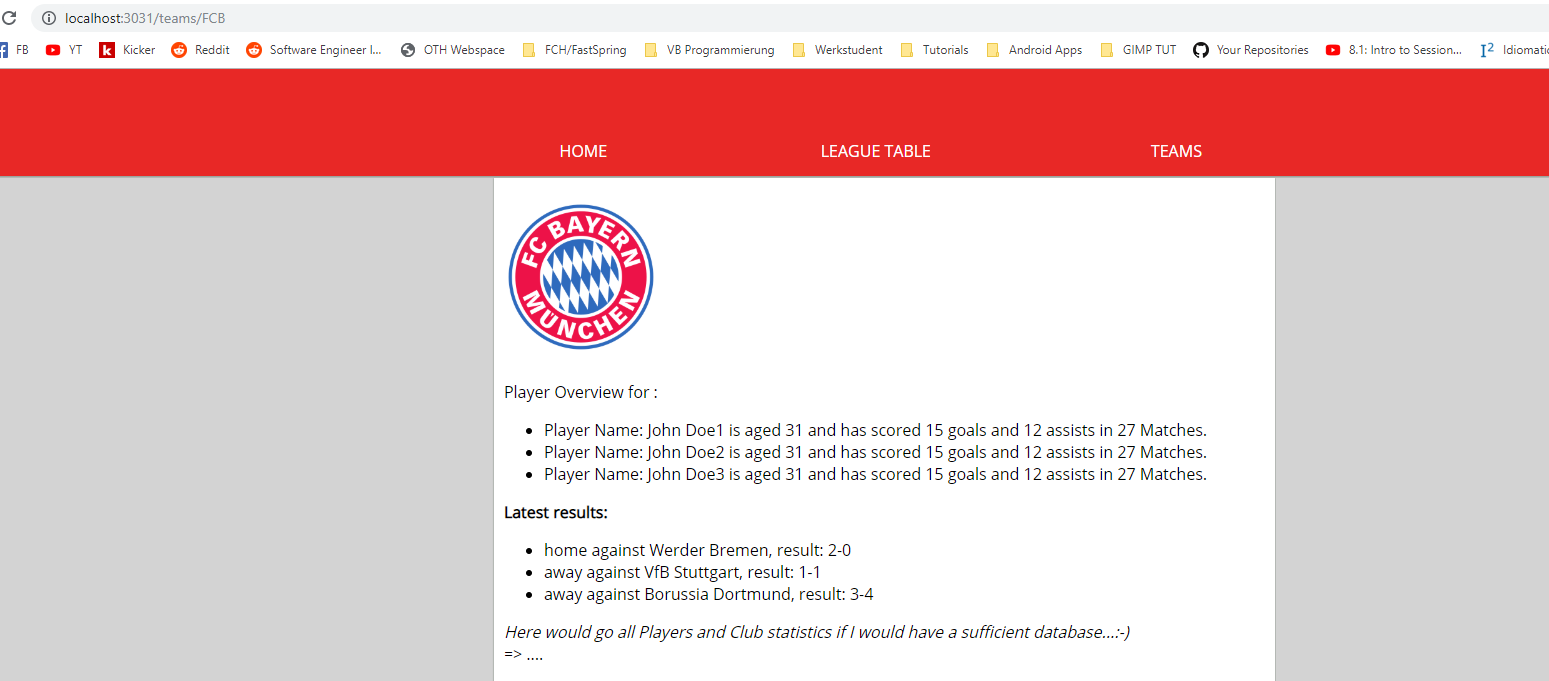 localhost:3031/teams/FCB
FB YT Kicker Reddit Software Engineer I... OTH Webspace FCH/FastSpring VB Programmierung Werkstudent Tutorials Android Apps GIMP TUT Your Repositories 8.1: Intro to Session... I² Idiomatic
HOME LEAGUE TABLE TEAMS
FC BAYERN
MÜNCHEN
Player Overview for :
• Player Name: John Doe1 is aged 31 and has scored 15 goals and 12 assists in 27 Matches.
• Player Name: John Doe2 is aged 31 and has scored 15 goals and 12 assists in 27 Matches.
• Player Name: John Doe3 is aged 31 and has scored 15 goals and 12 assists in 27 Matches.
Latest results:
• home against Werder Bremen, result: 2-0
• away against VfB Stuttgart, result: 1-1
• away against Borussia Dortmund, result: 3-4
Here would go all Players and Club statistics if I would have a sufficient database...:-)
=> ....